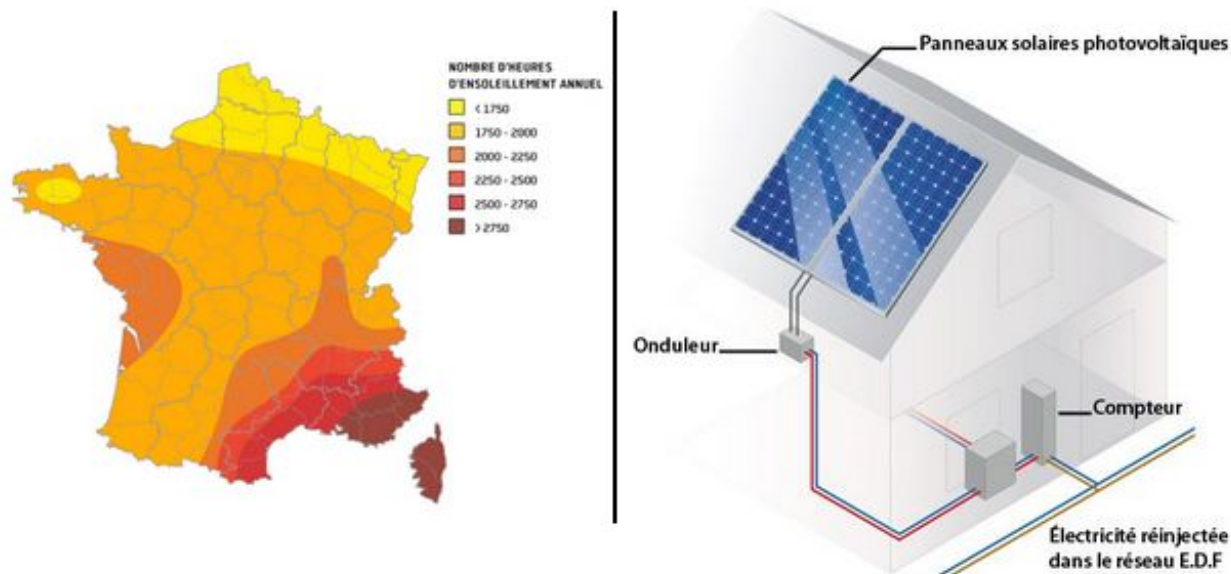 NOMBRE D'HEURES
D'ENSOLEILLEMENT ANNUEL
< 1750
1750 - 2000
2000 - 2250
2250 - 2500
2500 - 2750
> 2750
Panneaux solaires photovoltaïques
Onduleur
Compteur
Électricité réinjectée
dans le réseau E.D.F